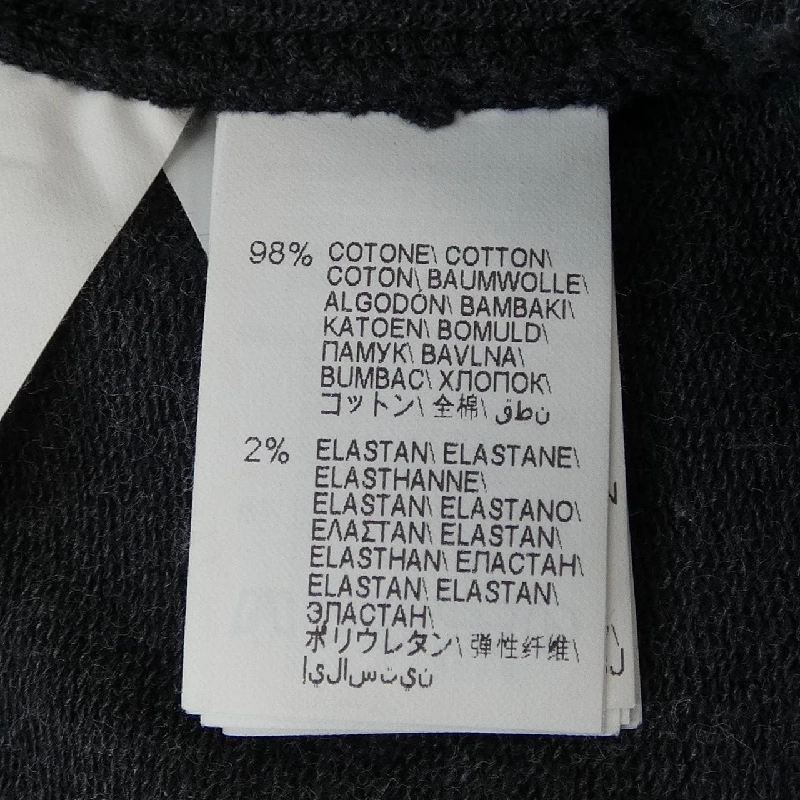 98% COTONE\ COTTON\
COTON\ BAUMWOLLE\
ALGODÓN\ BAMBAKI\
KATOEN\ BOMULD\
ПАМУК\ BAVLNA\
BUMBAC\ ХЛОПОК\
コットン\ 全棉\ قطن
2% ELASTAN\ ELASTANE\
ELASTHANNE\
ELASTAN\ ELASTANO\
ΕΛΑΣΤΑΝ\ ELASTAN\
ELASTHAN\ ЕЛАСТАН\
ELASTAN\ ELASTAN\
ЭЛАСТАН\
ポリウレタン\ 弹性纤维\
إيلاستين